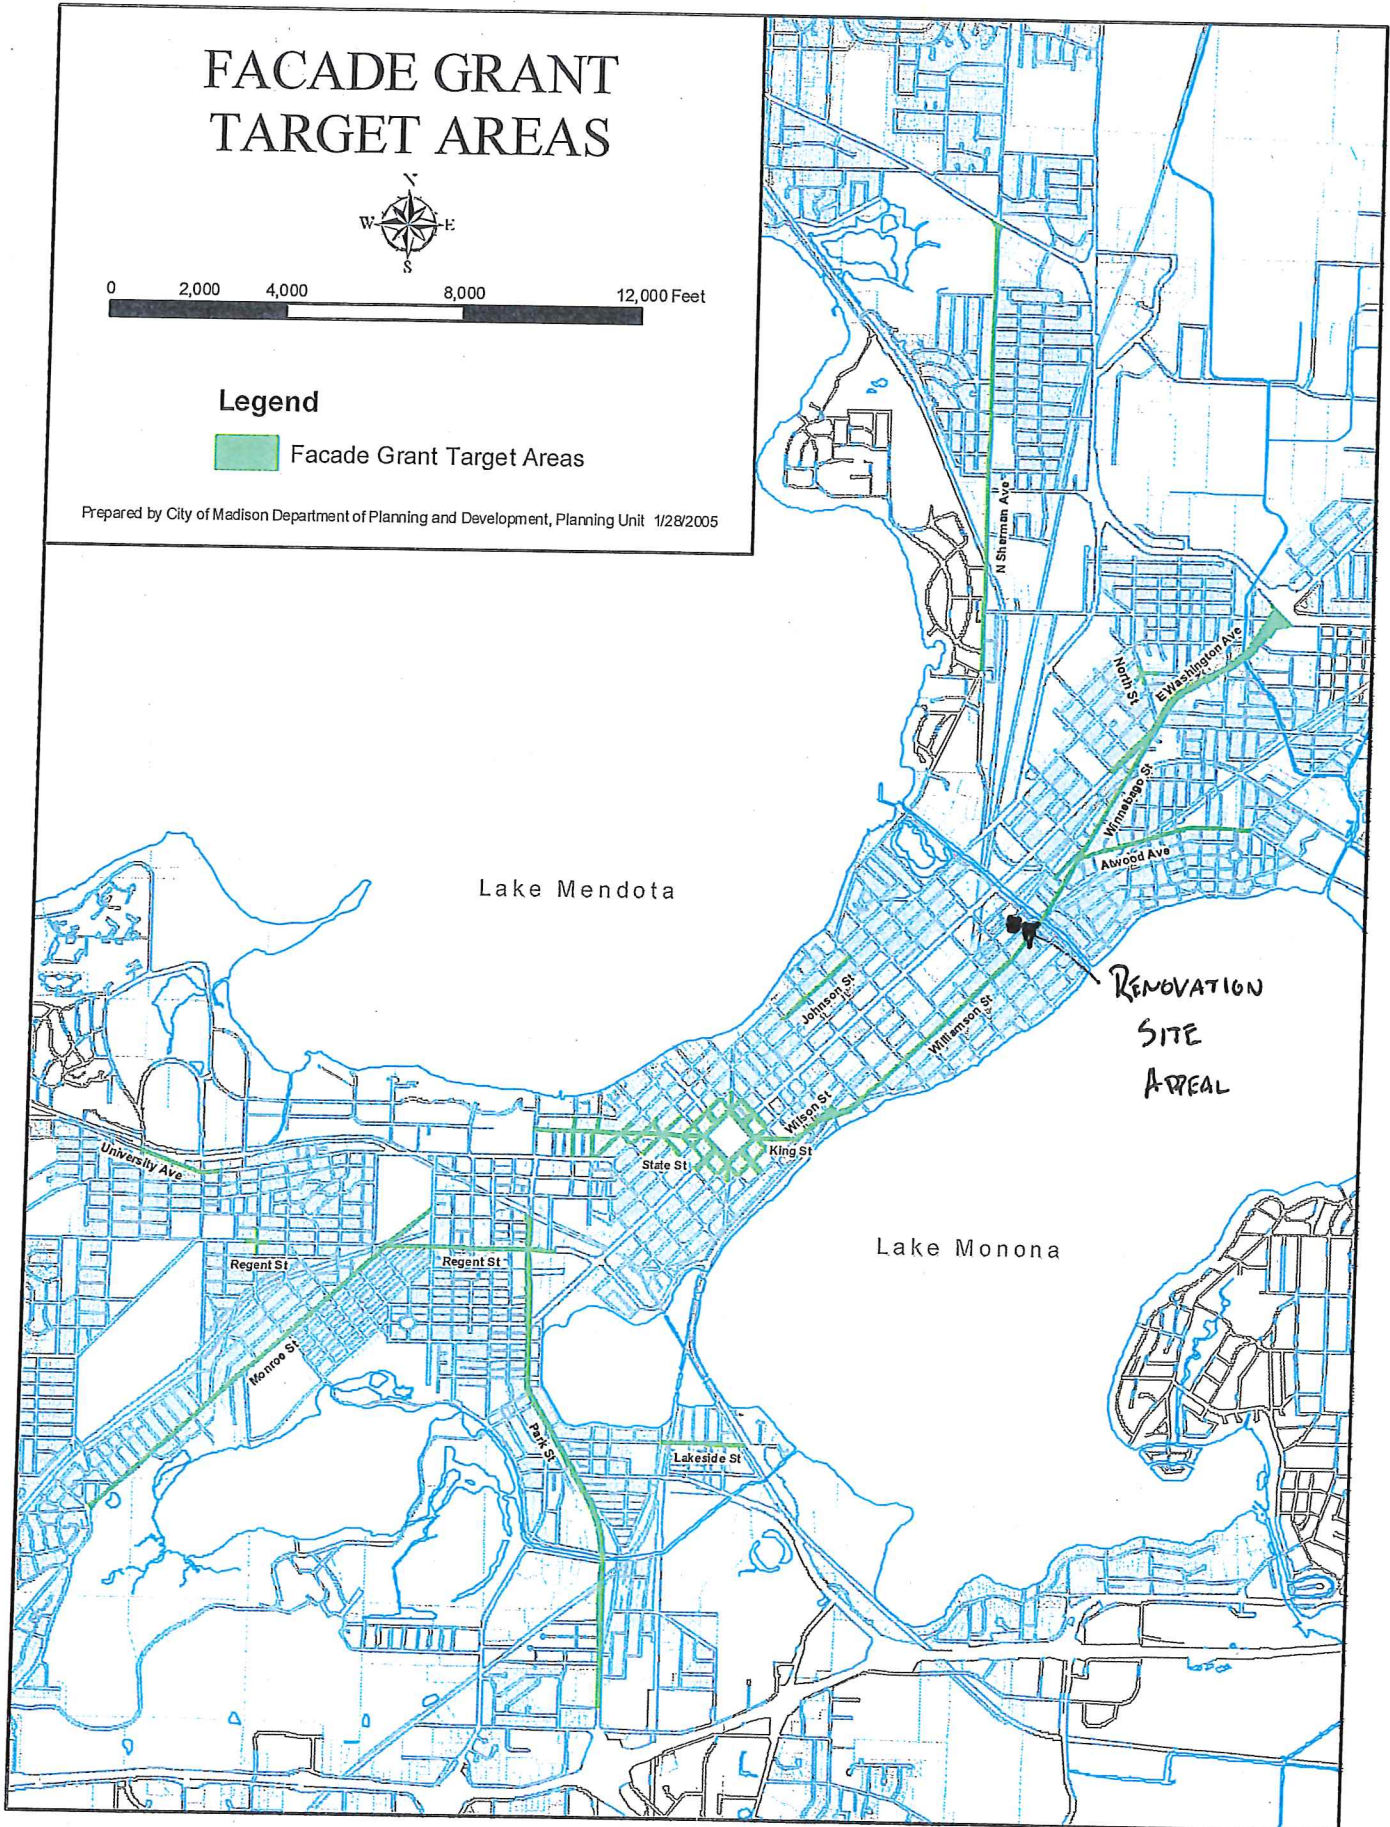 FACADE GRANT
TARGET AREAS
N
W
E
S
0 2,000 4,000 8,000 12,000 Feet
Legend
Facade Grant Target Areas
Prepared by City of Madison Department of Planning and Development, Planning Unit 1/28/2005
N Sherman Ave
North St
E Washington Ave
Winnebago St
Atwood Ave
Lake Mendota
RENOVATION
SITE
APPEAL
Johnson St
Williamson St
Wilson St
King St
State St
University Ave
Regent St
Regent St
Lake Monona
Monroe St
Park St
Lakeside St